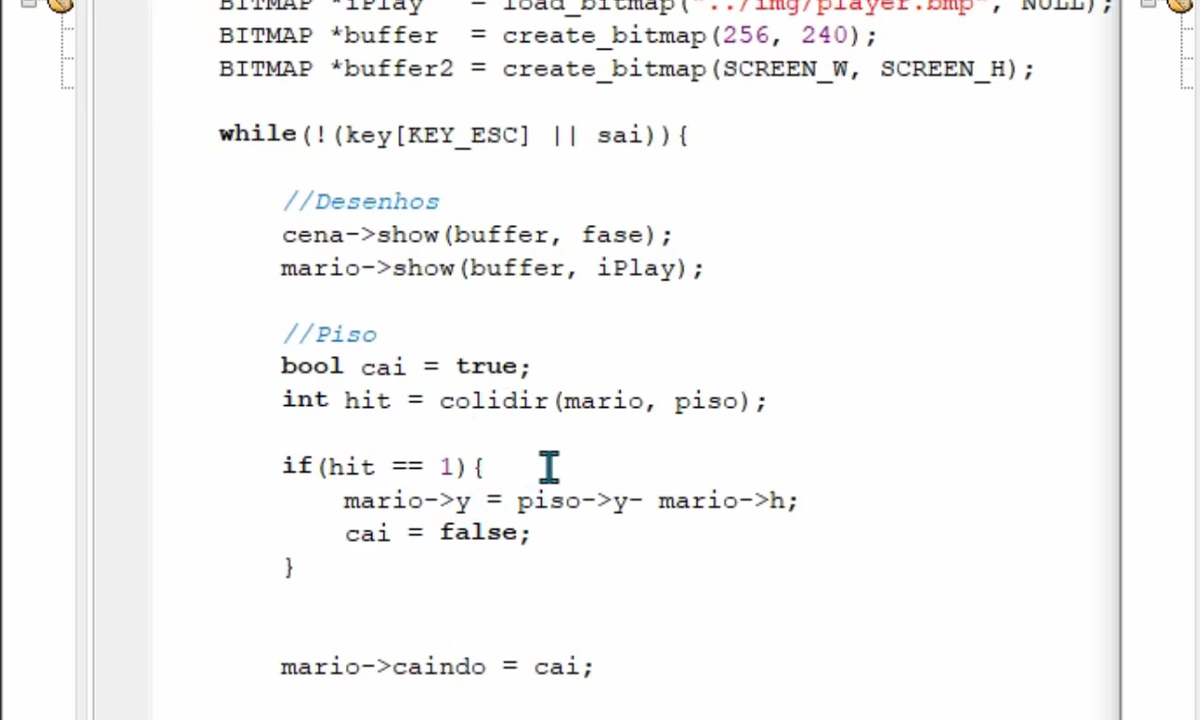 BITMAP *iPlay = load_bitmap("../img/player.bmp", NULL);
BITMAP *buffer = create_bitmap(256, 240);
BITMAP *buffer2 = create_bitmap(SCREEN_W, SCREEN_H);
while(!(key[KEY_ESC] || sai)){
//Desenhos
cena->show(buffer, fase);
mario->show(buffer, iPlay);
//Piso
bool cai = true;
int hit = colidir(mario, piso);
if(hit == 1){
mario->y = piso->y- mario->h;
cai = false;
}
mario->caindo = cai;